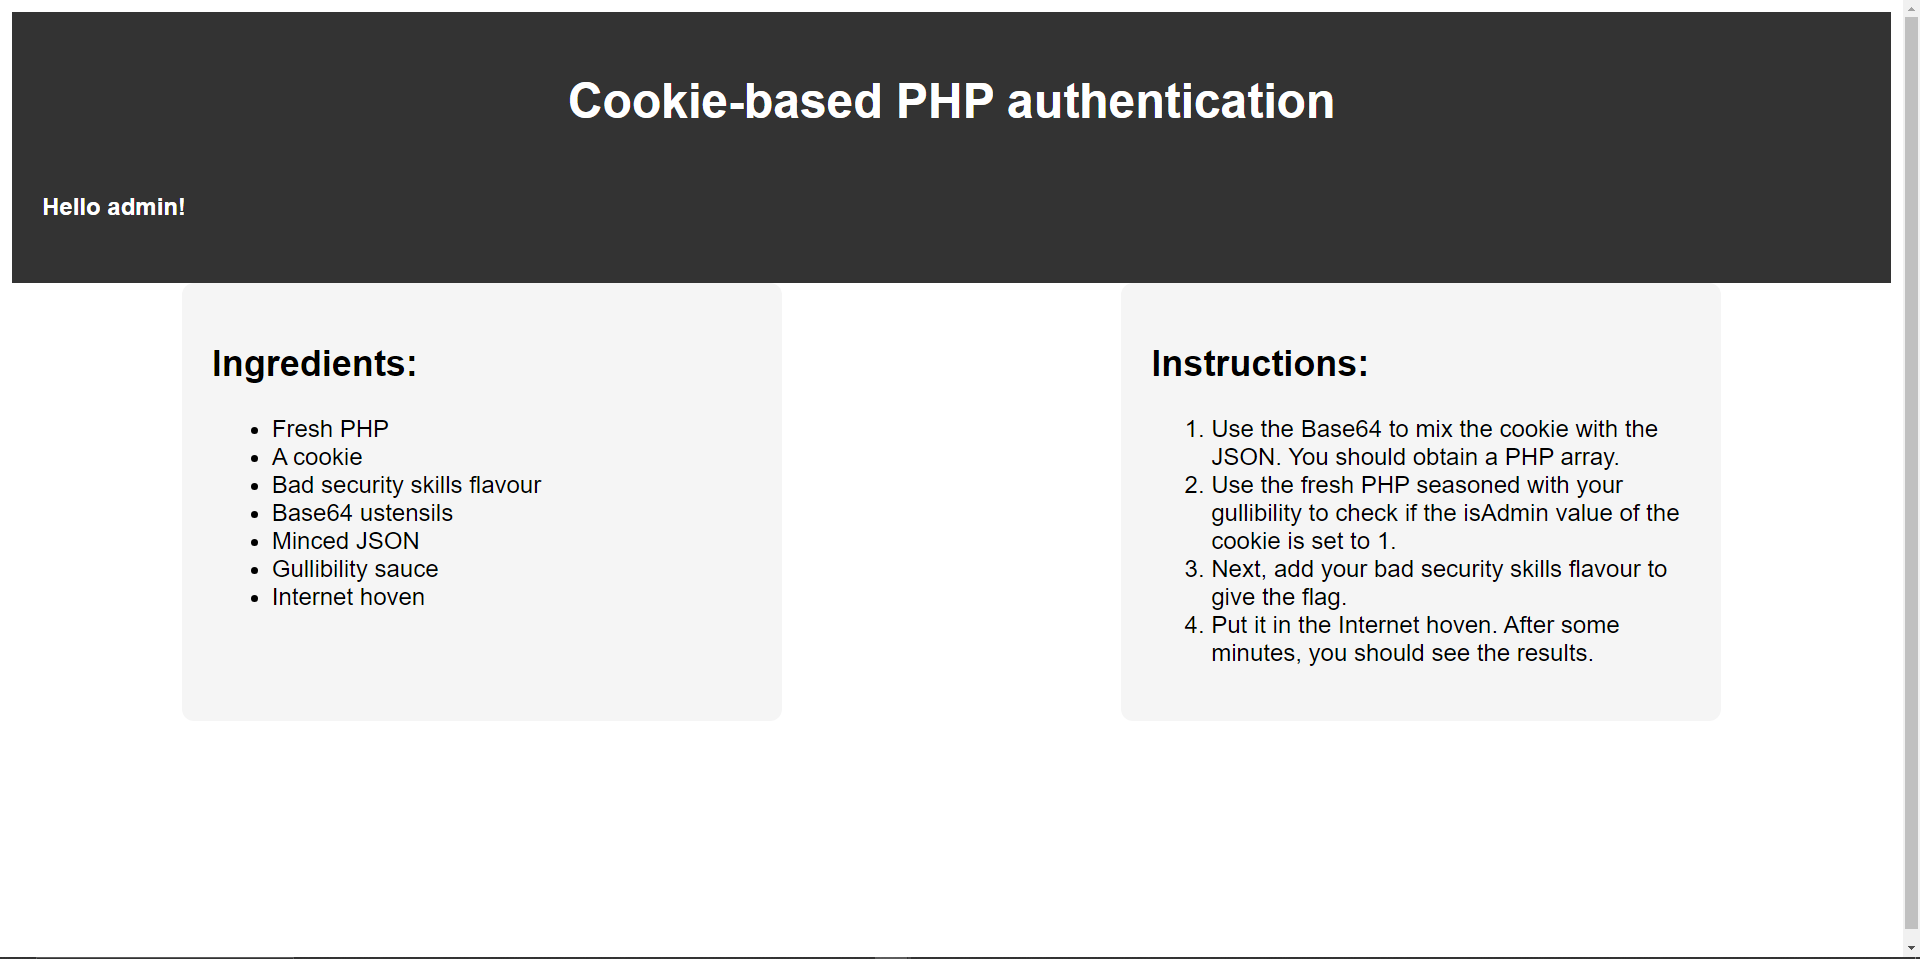 Cookie-based PHP authentication
Hello admin!
Ingredients:
• Fresh PHP
• A cookie
• Bad security skills flavour
• Base64 ustensils
• Minced JSON
• Gullibility sauce
• Internet hoven
Instructions:
1. Use the Base64 to mix the cookie with the
JSON. You should obtain a PHP array.
2. Use the fresh PHP seasoned with your
gullibility to check if the isAdmin value of the
cookie is set to 1.
3. Next, add your bad security skills flavour to
give the flag.
4. Put it in the Internet hoven. After some
minutes, you should see the results.